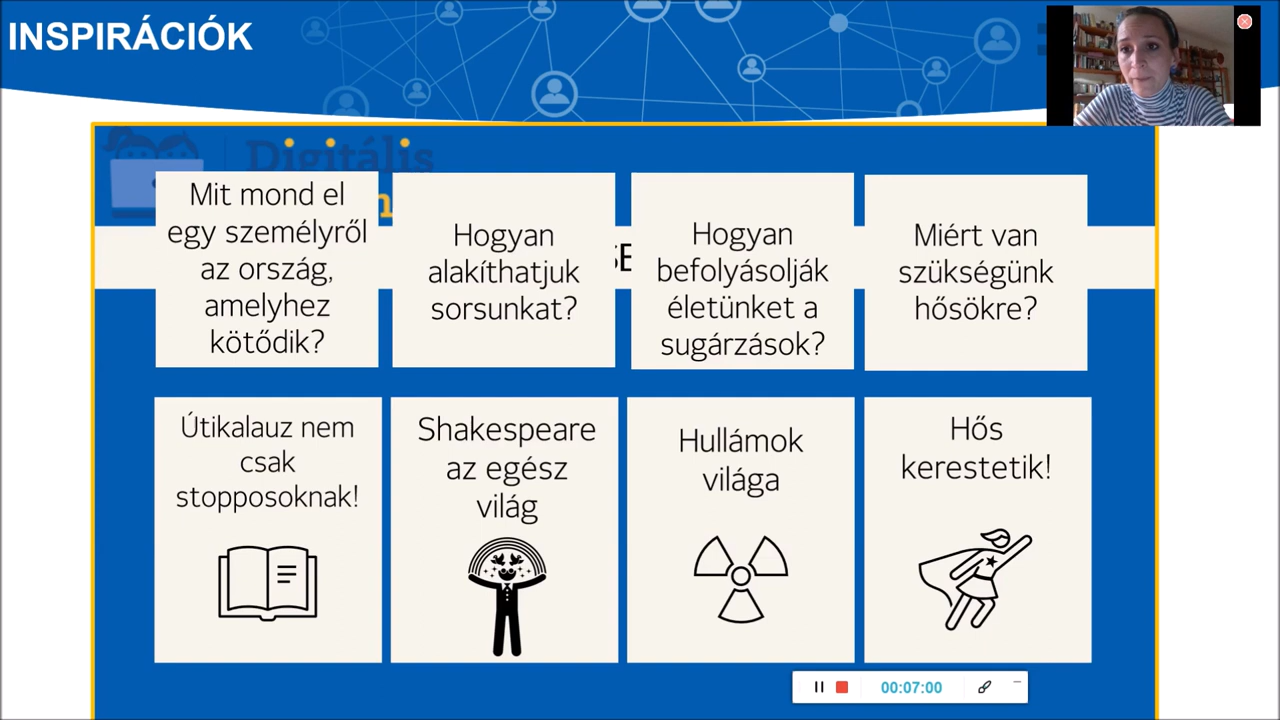 INSPIRÁCIÓK
Digitális
Mit mond el
egy személyről
az ország,
amelyhez
kötődik?
Hogyan
alakíthatjuk
sorsunkat?
Hogyan
befolyásolják
életünket a
sugárzások?
Miért van
szükségünk
hősökre?
Útikalauz nem
csak
stopposoknak!
Shakespeare
az egész
világ
Hullámok
világa
Hős
kerestetik!
00:07:00